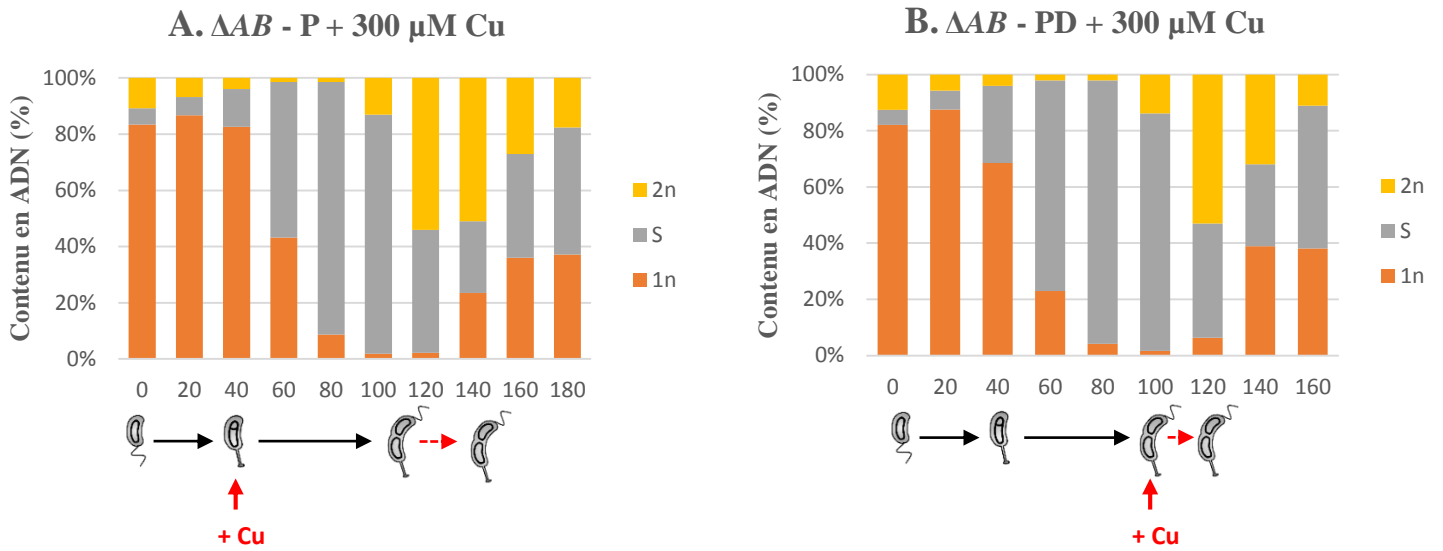 A. ΔAB - P + 300 µM Cu
Contenu en ADN (%)
100%
80%
60%
40%
20%
0%
0 20 40 60 80 100 120 140 160 180
2n
S
1n
+ Cu
B. ΔAB - PD + 300 µM Cu
Contenu en ADN (%)
100%
80%
60%
40%
20%
0%
0 20 40 60 80 100 120 140 160
2n
S
1n
+ Cu